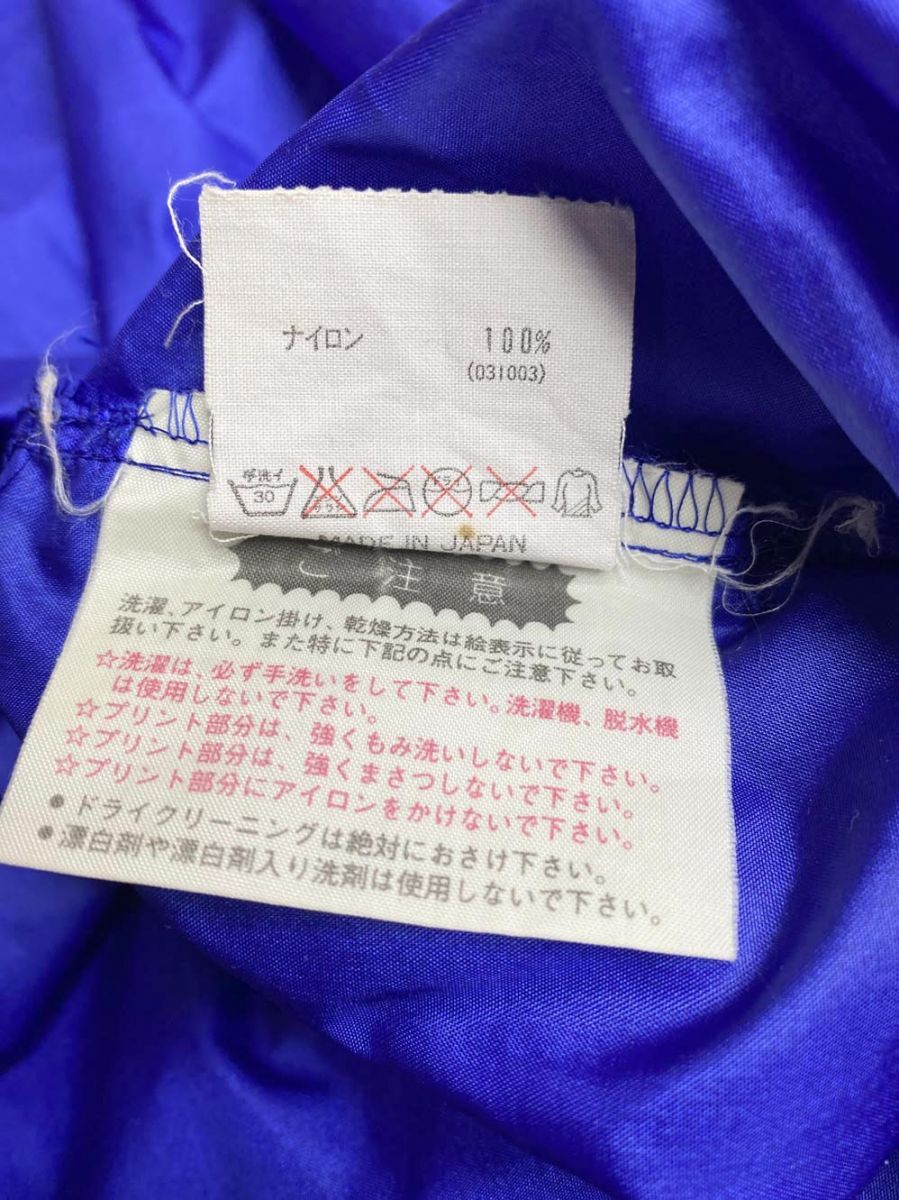 ナイロン 100%
(031003)
手洗イ
30
MADE IN JAPAN
ご注意
洗濯、アイロン掛け、乾燥方法は絵表示に従ってお取
扱い下さい。また特に下記の点にご注意下さい。
☆洗濯は、必ず手洗いをして下さい。洗濯機、脱水機
は使用しないで下さい。
☆プリント部分は、強くもみ洗いしないで下さい。
☆プリント部分は、強くまさつしないで下さい。
☆プリント部分にアイロンをかけないで下さい。
●ドライクリーニングは絶対におさけ下さい。
●漂白剤や漂白剤入り洗剤は使用しないで下さい。